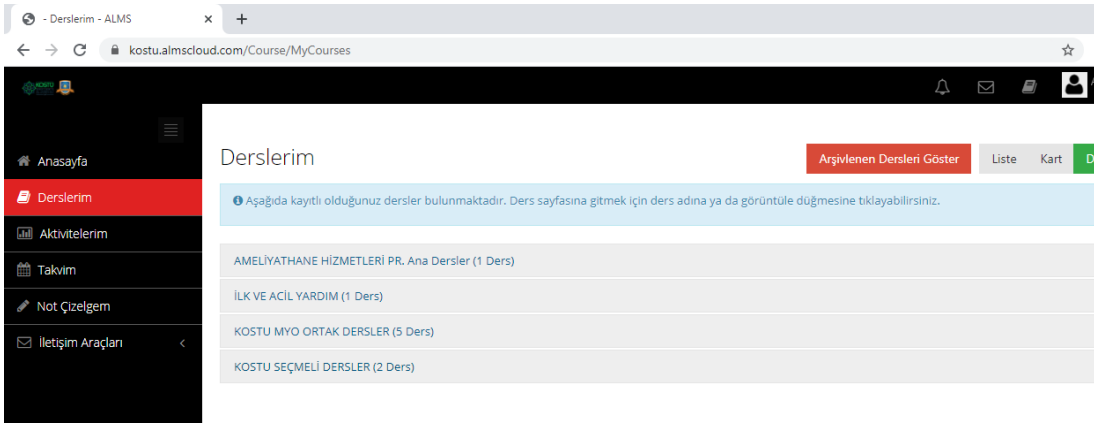 - Derslerim - ALMS
kostu.almscloud.com/Course/MyCourses
KOSTU
Anasayfa
Derslerim
Aktivitelerim
Takvim
Not Çizelgem
İletişim Araçları
Derslerim
Arşivlenen Dersleri Göster
Liste
Kart
D
Aşağıda kayıtlı olduğunuz dersler bulunmaktadır. Ders sayfasına gitmek için ders adına ya da görüntüle düğmesine tıklayabilirsiniz.
AMELİYATHANE HİZMETLERİ PR. Ana Dersler (1 Ders)
İLK VE ACİL YARDIM (1 Ders)
KOSTU MYO ORTAK DERSLER (5 Ders)
KOSTU SEÇMELİ DERSLER (2 Ders)